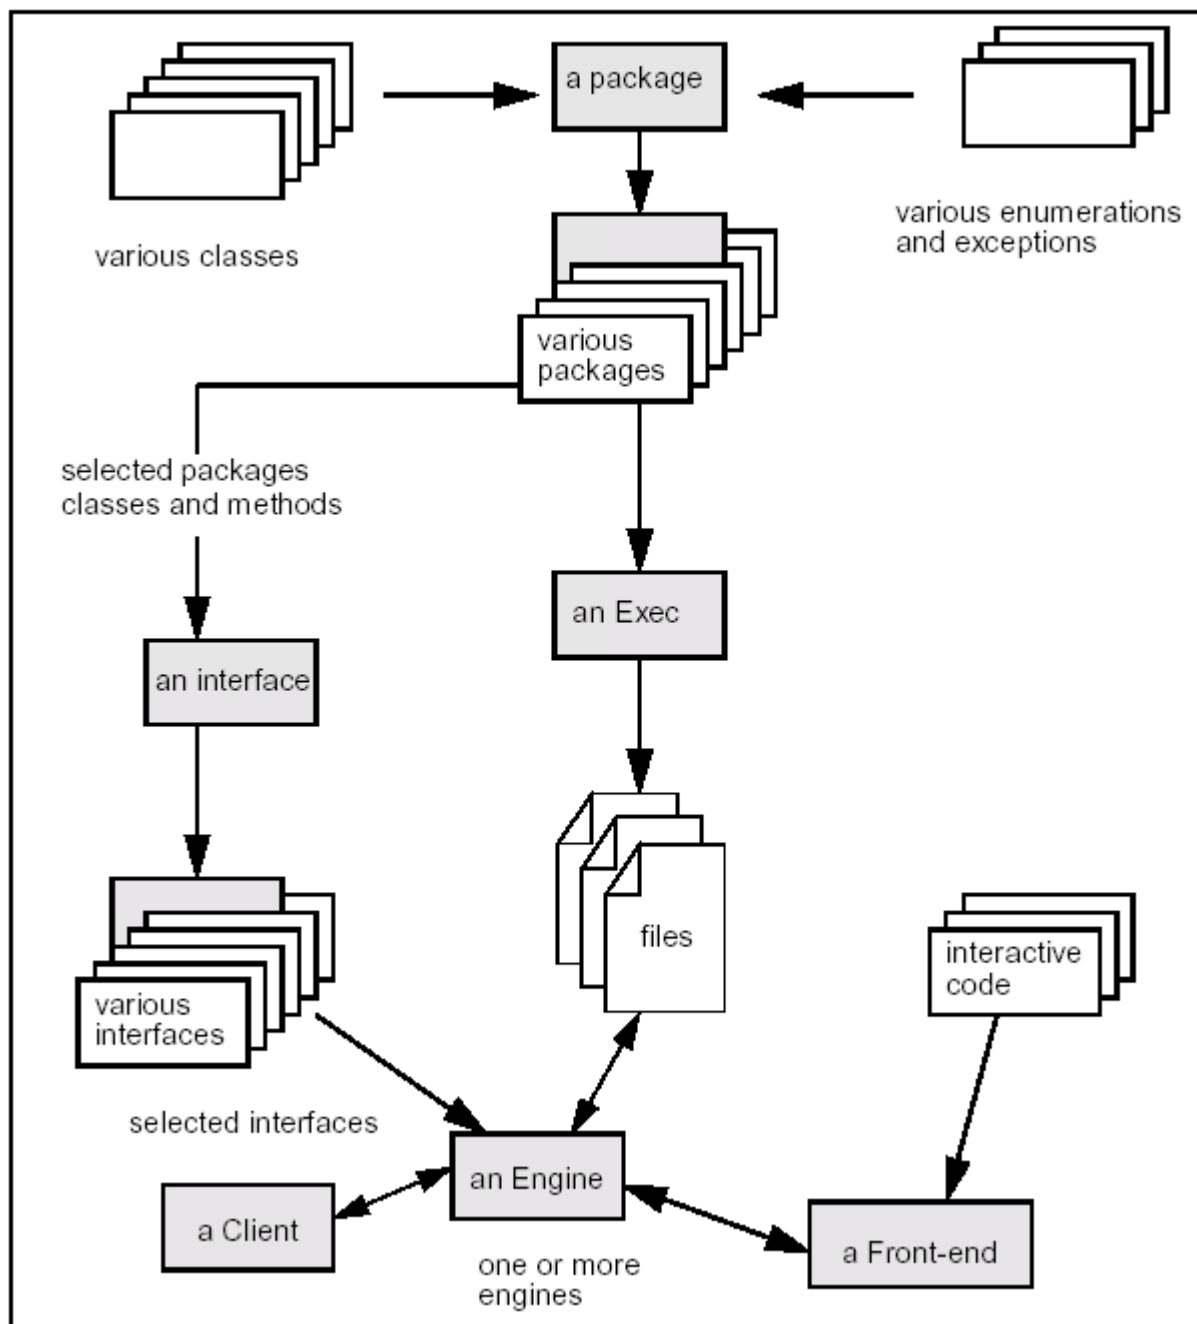 a package
various classes
various enumerations
and exceptions
various
packages
selected packages
classes and methods
an Exec
an interface
files
interactive
code
various
interfaces
selected interfaces
an Engine
a Client
a Front-end
one or more
engines